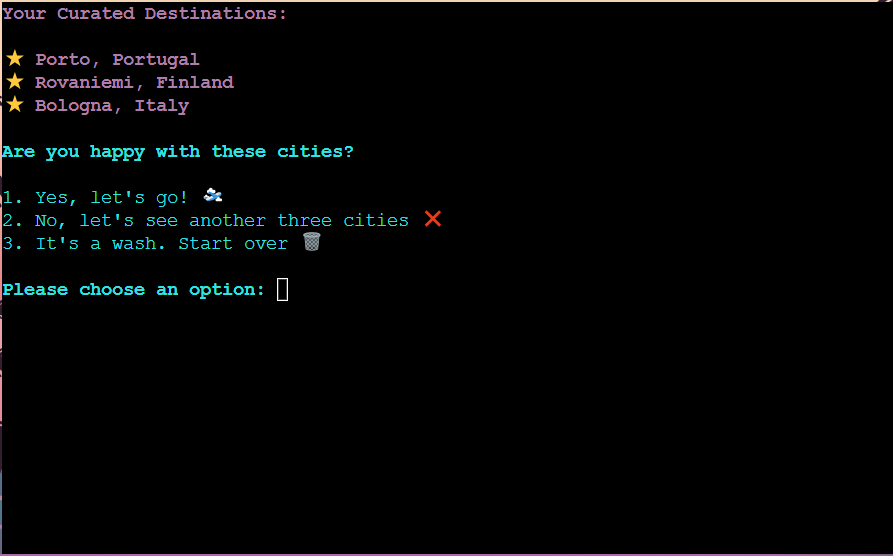 Your Curated Destinations:
⭐ Porto, Portugal
⭐ Rovaniemi, Finland
⭐ Bologna, Italy
Are you happy with these cities?
1. Yes, let's go! 🛩️
2. No, let's see another three cities ❌
3. It's a wash. Start over 🗑️
Please choose an option: